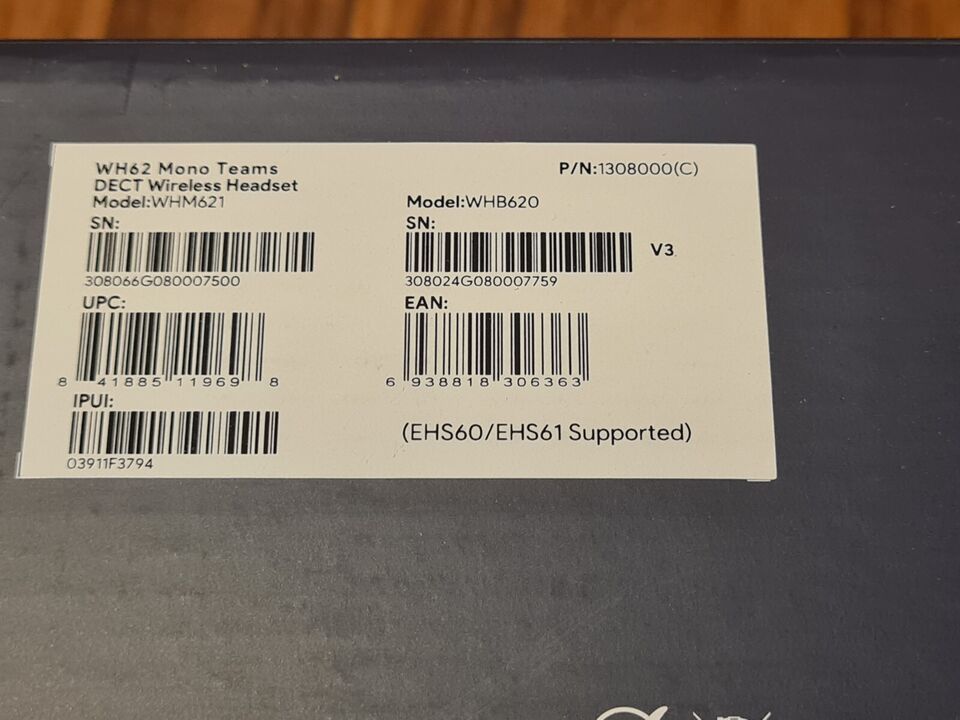 WH62 Mono Teams
DECT Wireless Headset
P/N:1308000(C)
Model:WHM621
SN:
308066G080007500
UPC:
8 41885 11969 8
IPUI:
03911F3794
Model:WHB620
SN:
308024G080007759
V3
EAN:
6 938818 306363
(EHS60/EHS61 Supported)